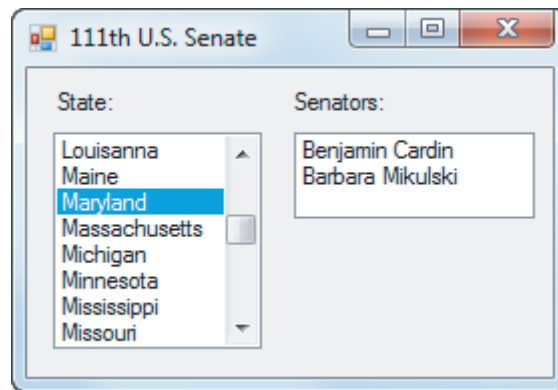 111th U.S. Senate
State:
Senators:
Louisanna
Maine
Maryland
Massachusetts
Michigan
Minnesota
Mississippi
Missouri
Benjamin Cardin
Barbara Mikulski